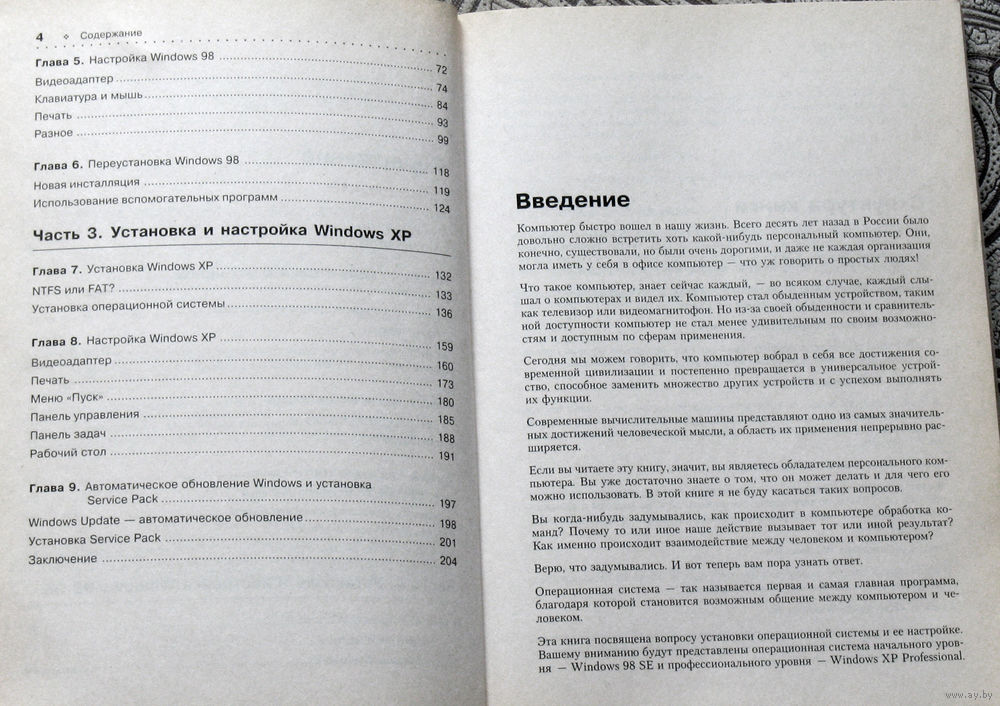 4 ❖ Содержание
Глава 5. Настройка Windows 98 ........ 72
Видеоадаптер ........ 74
Клавиатура и мышь ........ 84
Печать ........ 93
Разное ........ 99
Глава 6. Переустановка Windows 98 ........ 118
Новая инсталляция ........ 119
Использование вспомогательных программ ........ 124
Часть 3. Установка и настройка Windows XP
Глава 7. Установка Windows XP ........ 132
NTFS или FAT? ........ 133
Установка операционной системы ........ 136
Глава 8. Настройка Windows XP ........ 159
Видеоадаптер ........ 160
Печать ........ 173
Меню «Пуск» ........ 180
Панель управления ........ 185
Панель задач ........ 188
Рабочий стол ........ 191
Глава 9. Автоматическое обновление Windows и установка
Service Pack ........ 197
Windows Update — автоматическое обновление ........ 198
Установка Service Pack ........ 201
Заключение ........ 204
Введение
Компьютер быстро вошел в нашу жизнь. Всего десять лет назад в России было
довольно сложно встретить хоть какой-нибудь персональный компьютер. Они,
конечно, существовали, но были очень дорогими, и даже не каждая организация
могла иметь у себя в офисе компьютер — что уж говорить о простых людях!
Что такое компьютер, знает сейчас каждый, — во всяком случае, каждый слы-
шал о компьютерах и видел их. Компьютер стал обыденным устройством, таким
как телевизор или видеомагнитофон. Но из-за своей обыденности и сравнитель-
ной доступности компьютер не стал менее удивительным по своим возможно-
стям и доступным по сферам применения.
Сегодня мы можем говорить, что компьютер вобрал в себя все достижения со-
временной цивилизации и постепенно превращается в универсальное устрой-
ство, способное заменить множество других устройств и с успехом выполнять
их функции.
Современные вычислительные машины представляют одно из самых значитель-
ных достижений человеческой мысли, а область их применения непрерывно рас-
ширяется.
Если вы читаете эту книгу, значит, вы являетесь обладателем персонального ком-
пьютера. Вы уже достаточно знаете о том, что он может делать и для чего его
можно использовать. В этой книге я не буду касаться таких вопросов.
Вы когда-нибудь задумывались, как происходит в компьютере обработка ко-
манд? Почему то или иное наше действие вызывает тот или иной результат?
Как именно происходит взаимодействие между человеком и компьютером?
Верю, что задумывались. И вот теперь вам пора узнать ответ.
Операционная система — так называется первая и самая главная программа,
благодаря которой становится возможным общение между компьютером и че-
ловеком.
Эта книга посвящена вопросу установки операционной системы и ее настройке.
Вашему вниманию будут представлены операционная система начального уров-
ня — Windows 98 SE и профессионального уровня — Windows XP Professional.
www.ay.by